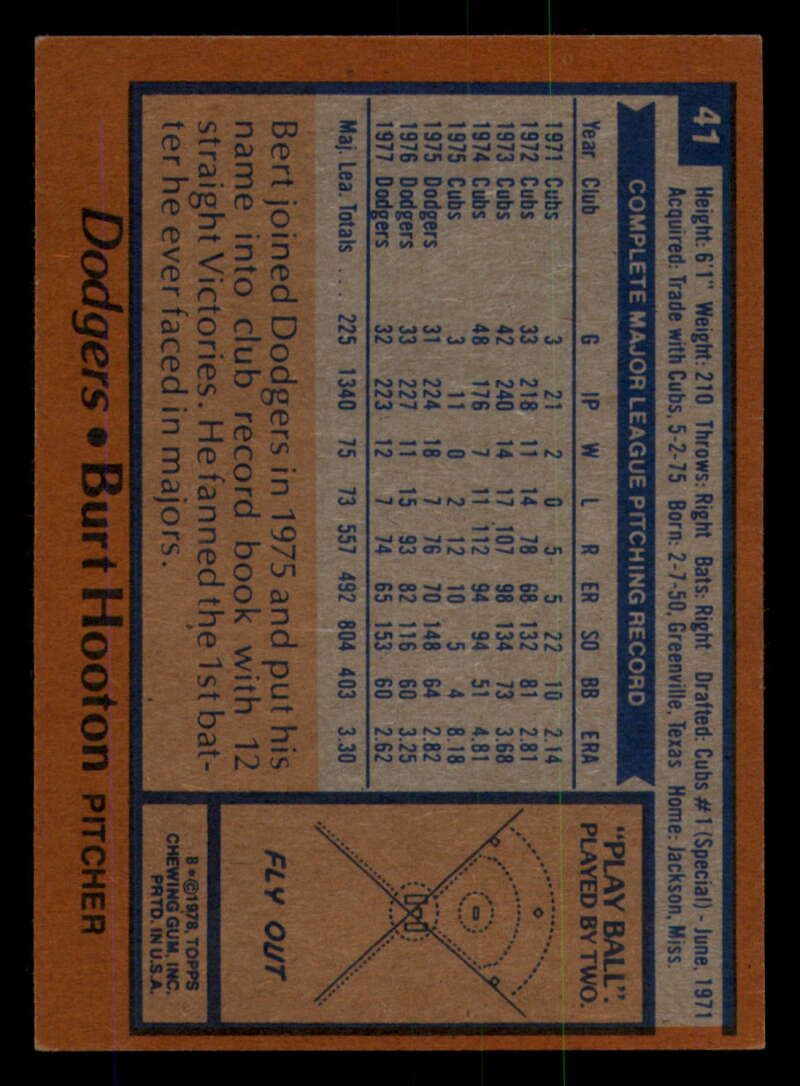 41
Height: 6'1" Weight: 210 Throws: Right Bats: Right Drafted: Cubs #1 (Special) - June, 1971
Acquired: Trade with Cubs, 5-2-75 Born: 2-7-50, Greenville, Texas Home: Jackson, Miss.
COMPLETE MAJOR LEAGUE PITCHING RECORD
Year Club G IP W L R ER SO BB ERA
1971 Cubs 3 21 2 0 5 5 22 10 2.14
1972 Cubs 33 218 11 14 78 68 132 81 2.81
1973 Cubs 42 240 14 17 107 98 134 73 3.68
1974 Cubs 48 176 7 11 112 94 94 51 4.81
1975 Cubs 3 11 0 2 12 10 5 4 8.18
1975 Dodgers 31 224 18 7 76 70 148 64 2.82
1976 Dodgers 33 227 11 15 93 82 116 60 3.25
1977 Dodgers 32 223 12 7 74 65 153 60 2.62
Maj. Lea. Totals . . . 225 1340 75 73 557 492 804 403 3.30
Bert joined Dodgers in 1975 and put his
name into club record book with 12
straight Victories. He fanned the 1st bat-
ter he ever faced in majors.
"PLAY BALL":
PLAYED BY TWO.
FLY OUT
B*©1978, TOPPS
CHEWING GUM, INC.
PRTD. IN U.S.A.
Dodgers • Burt Hooton PITCHER